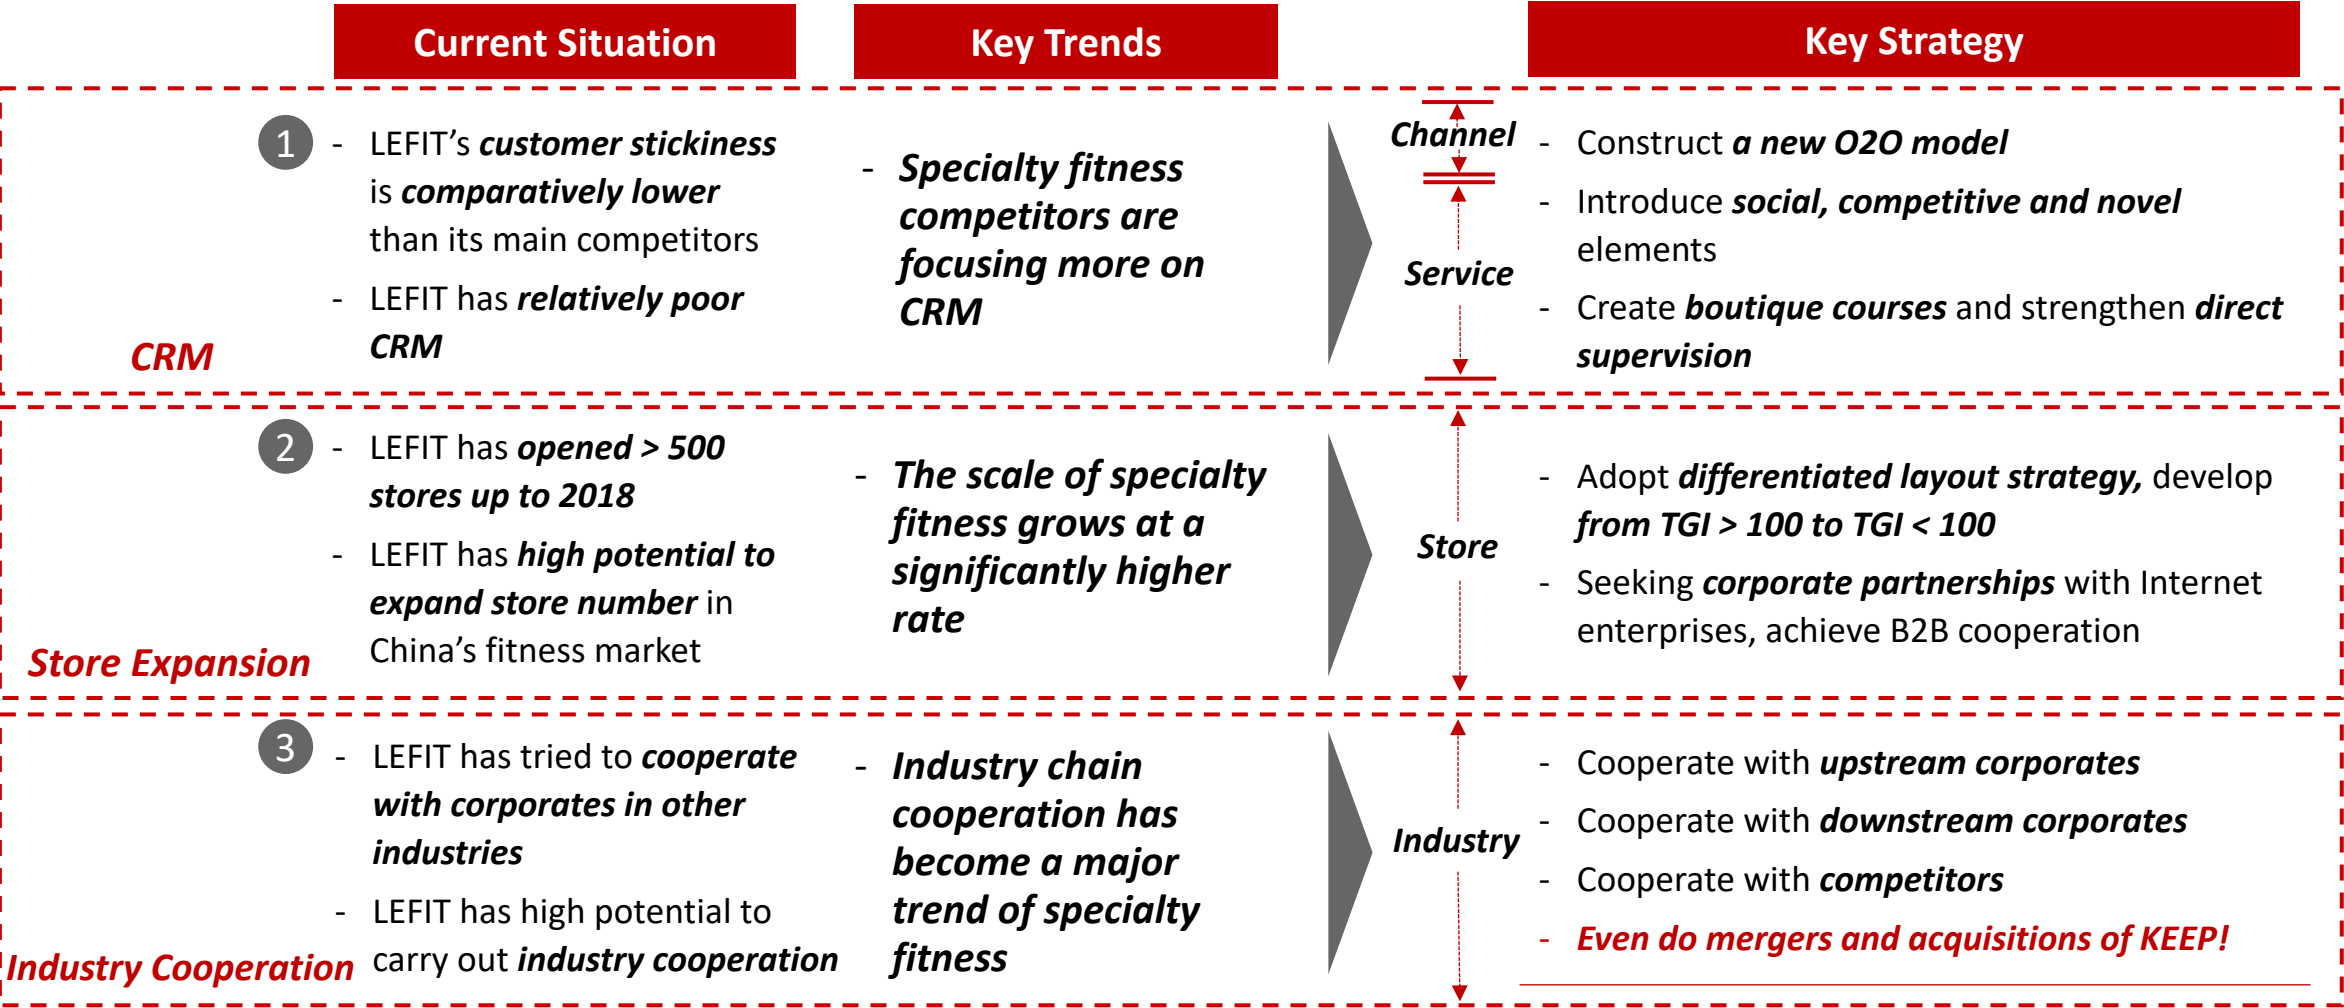 Current Situation
Key Trends
Key Strategy
CRM
1
- LEFIT’s customer stickiness
is comparatively lower
than its main competitors
- LEFIT has relatively poor
CRM
- Specialty fitness
competitors are
focusing more on
CRM
Channel
Service
- Construct a new O2O model
- Introduce social, competitive and novel
elements
- Create boutique courses and strengthen direct
supervision
Store Expansion
2
- LEFIT has opened > 500
stores up to 2018
- LEFIT has high potential to
expand store number in
China’s fitness market
- The scale of specialty
fitness grows at a
significantly higher
rate
Store
- Adopt differentiated layout strategy, develop
from TGI > 100 to TGI < 100
- Seeking corporate partnerships with Internet
enterprises, achieve B2B cooperation
Industry Cooperation
3
- LEFIT has tried to cooperate
with corporates in other
industries
- LEFIT has high potential to
carry out industry cooperation
- Industry chain
cooperation has
become a major
trend of specialty
fitness
Industry
- Cooperate with upstream corporates
- Cooperate with downstream corporates
- Cooperate with competitors
- Even do mergers and acquisitions of KEEP!